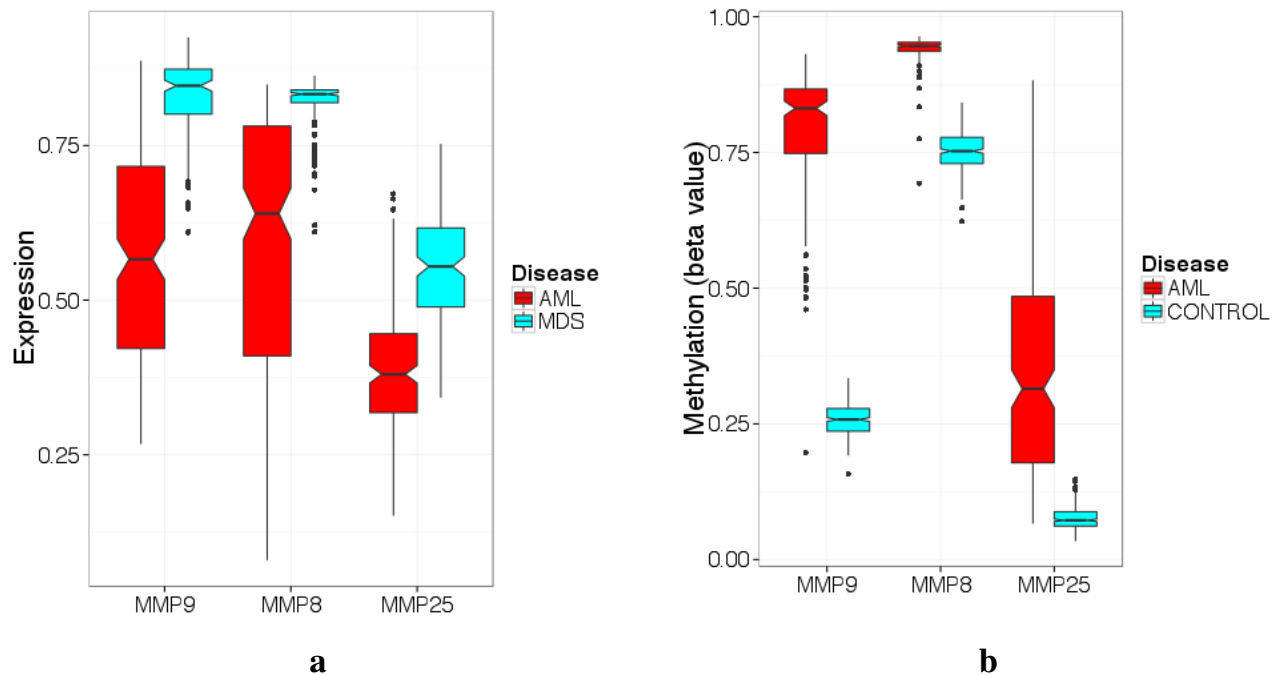 Expression
0.75
0.50
0.25
MMP9 MMP8 MMP25
Disease
AML
MDS
a
Methylation (beta value)
1.00
0.75
0.50
0.25
0.00
MMP9 MMP8 MMP25
Disease
AML
CONTROL
b